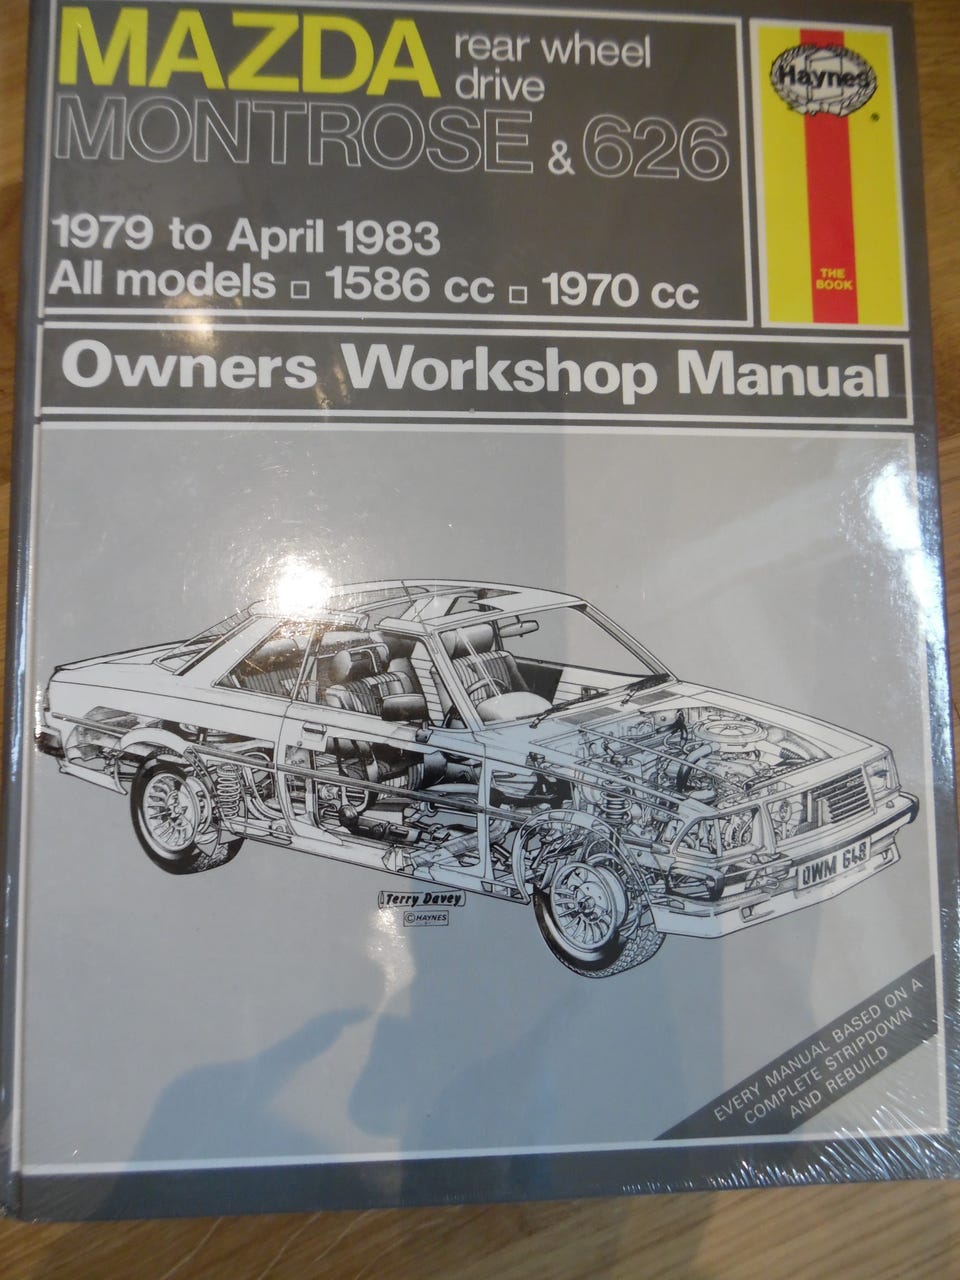 MAZDA rear wheel
drive
MONTROSE & 626
1979 to April 1983
All models □ 1586 cc □ 1970 cc
Haynes
®
THE
BOOK
Owners Workshop Manual
OWM 648
Terry Davey
© HAYNES
EVERY MANUAL BASED ON A
COMPLETE STRIPDOWN
AND REBUILD